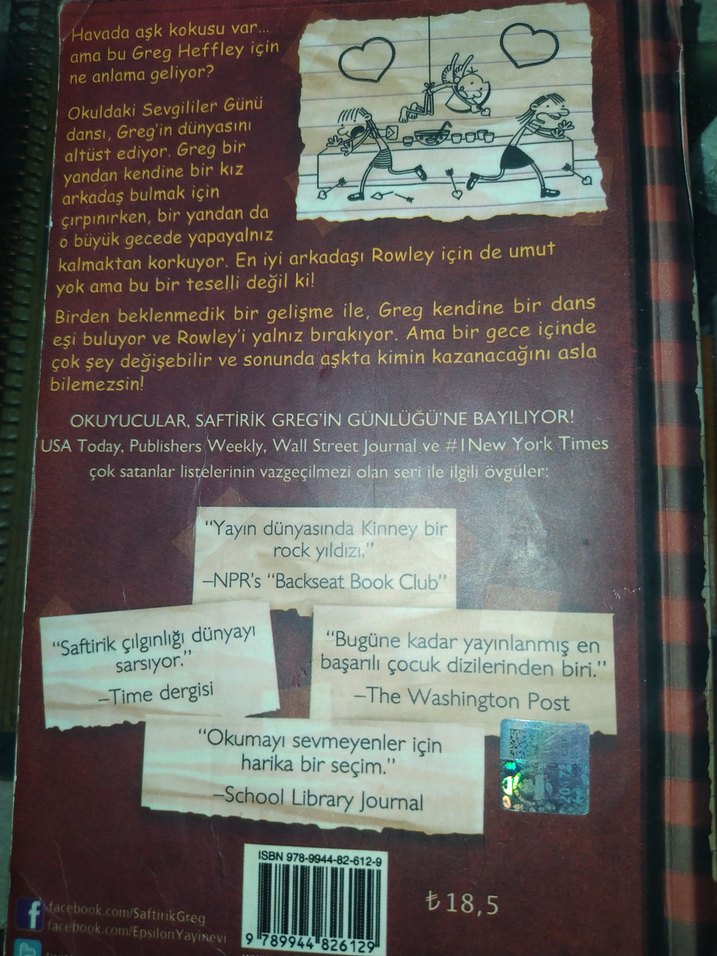 Havada aşk kokusu var...
ama bu Greg Heffley için
ne anlama geliyor?
Okuldaki Sevgililer Günü
dansı, Greg'in dünyasını
altüst ediyor. Greg bir
yandan kendine bir kız
arkadaş bulmak için
çırpınırken, bir yandan da
o büyük gecede yapayalnız
kalmaktan korkuyor. En iyi arkadaşı Rowley için de umut
yok ama bu bir teselli değil ki!
Birden beklenmedik bir gelişme ile, Greg kendine bir dans
eşi buluyor ve Rowley'i yalnız bırakıyor. Ama bir gece içinde
çok şey değişebilir ve sonunda aşkta kimin kazanacağını asla
bilemezsin!
OKUYUCULAR, SAFTİRİK GREG'İN GÜNLÜĞÜ'NE BAYILIYOR!
USA Today, Publishers Weekly, Wall Street Journal ve #1New York Times
çok satanlar listelerinin vazgeçilmezi olan seri ile ilgili övgüler:
"Yayın dünyasında Kinney bir
rock yıldızı."
–NPR's "Backseat Book Club"
"Saftirik çılgınlığı dünyayı
sarsıyor."
–Time dergisi
"Bugüne kadar yayınlanmış en
başarılı çocuk dizilerinden biri."
–The Washington Post
"Okumayı sevmeyenler için
harika bir seçim."
–School Library Journal
ISBN 978-9944-82-612-9
9 789944 826129
₺ 18,5
facebook.com/SaftirikGreg
facebook.com/EpsilonYayinevi